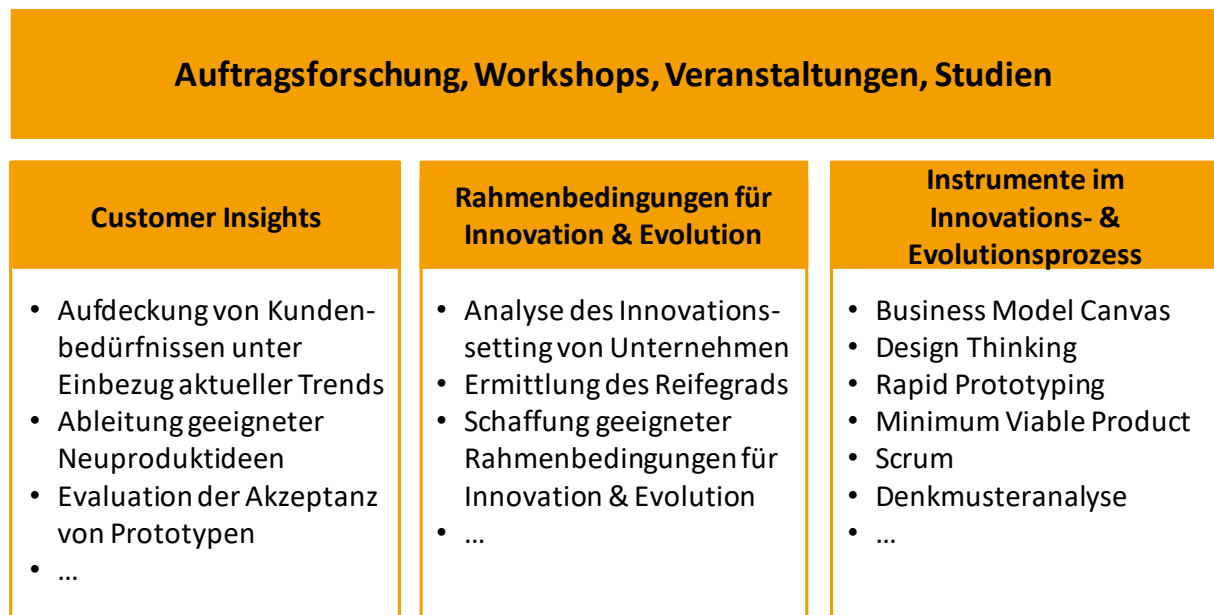 Auftragsforschung, Workshops, Veranstaltungen, Studien
Customer Insights
• Aufdeckung von Kunden-
bedürfnissen unter
Einbezug aktueller Trends
• Ableitung geeigneter
Neuproduktideen
• Evaluation der Akzeptanz
von Prototypen
• …
Rahmenbedingungen für
Innovation & Evolution
• Analyse des Innovations-
setting von Unternehmen
• Ermittlung des Reifegrads
• Schaffung geeigneter
Rahmenbedingungen für
Innovation & Evolution
• …
Instrumente im
Innovations- &
Evolutionsprozess
• Business Model Canvas
• Design Thinking
• Rapid Prototyping
• Minimum Viable Product
• Scrum
• Denkmusteranalyse
• …